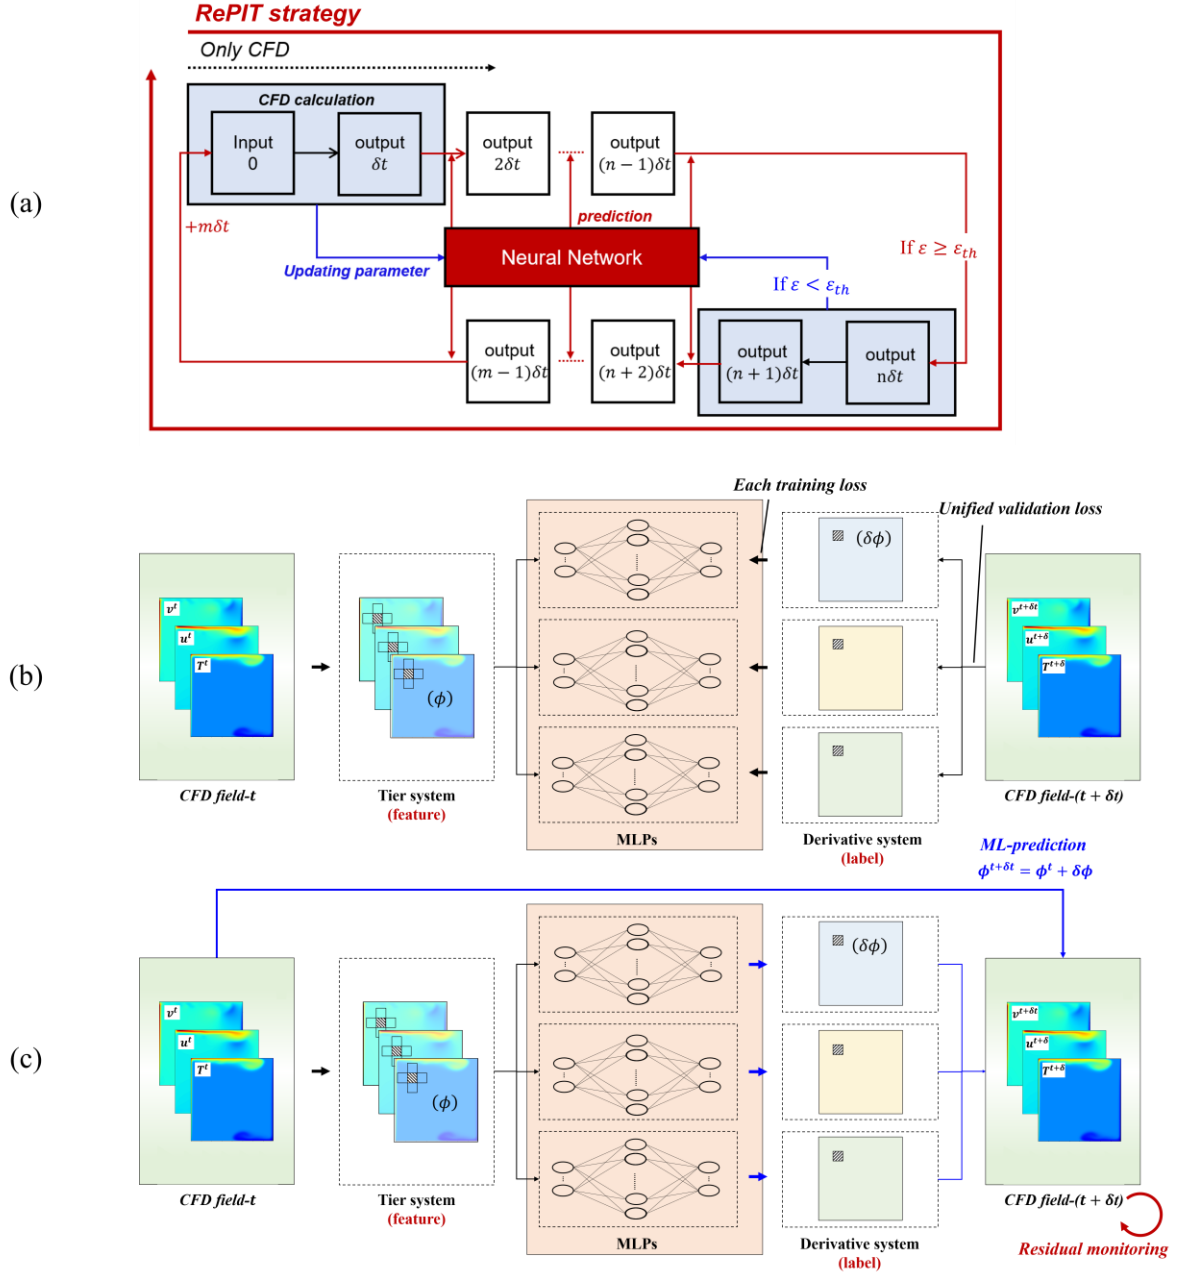 RePIT strategy
Only CFD
(a)
CFD calculation
Input
0
output
δt
output
2δt
output
(n − 1)δt
+mδt
prediction
Updating parameter
Neural Network
If ε ≥ ε_th
If ε < ε_th
output
(m − 1)δt
output
(n + 2)δt
output
(n + 1)δt
output
nδt
(b)
Each training loss
Unified validation loss
v^t
u^t
T^t
CFD field-t
(ϕ)
Tier system
(feature)
MLPs
(δϕ)
Derivative system
(label)
v^{t+δt}
u^{t+δ}
T^{t+δ}
CFD field-(t + δt)
(c)
ML-prediction
ϕ^{t+δt} = ϕ^t + δϕ
v^t
u^t
T^t
CFD field-t
(ϕ)
Tier system
(feature)
MLPs
(δϕ)
Derivative system
(label)
v^{t+δt}
u^{t+δ}
T^{t+δ}
CFD field-(t + δt)
Residual monitoring